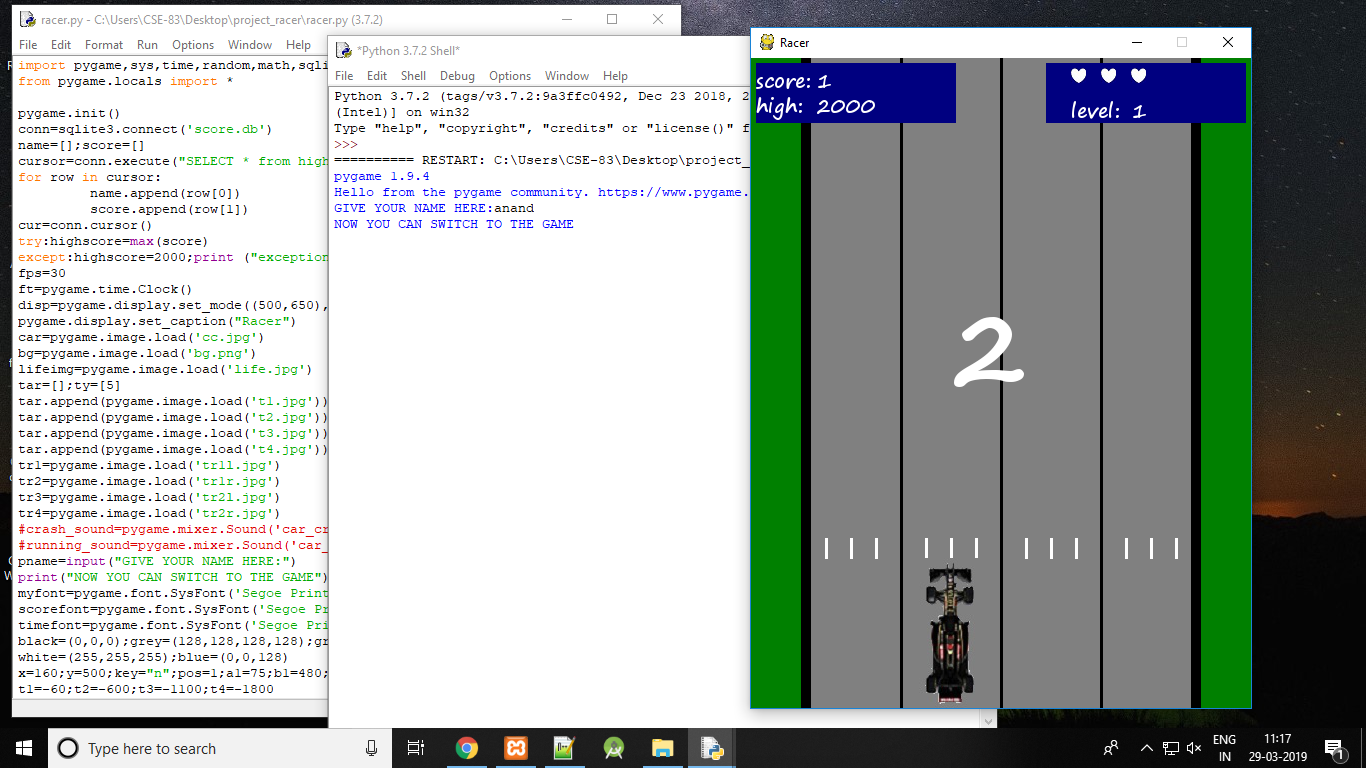 racer.py - C:\Users\CSE-83\Desktop\project_racer\racer.py (3.7.2)
File Edit Format Run Options Window Help
import pygame,sys,time,random,math,sqli
from pygame.locals import *
pygame.init()
conn=sqlite3.connect('score.db')
name=[];score=[]
cursor=conn.execute("SELECT * from high
for row in cursor:
name.append(row[0])
score.append(row[1])
cur=conn.cursor()
try:highscore=max(score)
except:highscore=2000;print ("exception
fps=30
ft=pygame.time.Clock()
disp=pygame.display.set_mode((500,650),
pygame.display.set_caption("Racer")
car=pygame.image.load('cc.jpg')
bg=pygame.image.load('bg.png')
lifeimg=pygame.image.load('life.jpg')
tar=[];ty=[5]
tar.append(pygame.image.load('t1.jpg'))
tar.append(pygame.image.load('t2.jpg'))
tar.append(pygame.image.load('t3.jpg'))
tar.append(pygame.image.load('t4.jpg'))
tr1=pygame.image.load('tr1l.jpg')
tr2=pygame.image.load('tr1r.jpg')
tr3=pygame.image.load('tr2l.jpg')
tr4=pygame.image.load('tr2r.jpg')
#crash_sound=pygame.mixer.Sound('car_cr
#running_sound=pygame.mixer.Sound('car_
pname=input("GIVE YOUR NAME HERE:")
print("NOW YOU CAN SWITCH TO THE GAME")
myfont=pygame.font.SysFont('Segoe Print
scorefont=pygame.font.SysFont('Segoe Pr
timefont=pygame.font.SysFont('Segoe Pri
black=(0,0,0);grey=(128,128,128);gr
white=(255,255,255);blue=(0,0,128)
x=160;y=500;key="n";pos=1;a1=75;b1=480;
t1=-60;t2=-600;t3=-1100;t4=-1800
*Python 3.7.2 Shell*
File Edit Shell Debug Options Window Help
Python 3.7.2 (tags/v3.7.2:9a3ffc0492, Dec 23 2018, 2
(Intel)] on win32
Type "help", "copyright", "credits" or "license()" f
>>>
========== RESTART: C:\Users\CSE-83\Desktop\project_
pygame 1.9.4
Hello from the pygame community. https://www.pygame.
GIVE YOUR NAME HERE:anand
NOW YOU CAN SWITCH TO THE GAME
Racer
score: 1
high: 2000
level: 1
2
Type here to search
ENG
IN
11:17
29-03-2019
1